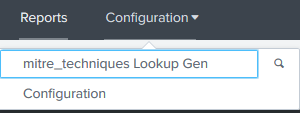 Reports Configuration
mitre_techniques Lookup Gen
Configuration